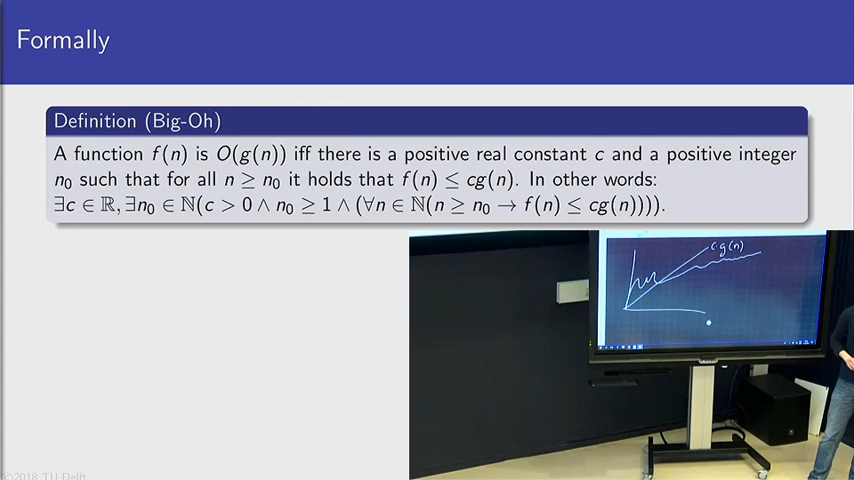 Formally
Definition (Big-Oh)
A function f(n) is O(g(n)) iff there is a positive real constant c and a positive integer
n₀ such that for all n ≥ n₀ it holds that f(n) ≤ cg(n). In other words:
∃c ∈ ℝ, ∃n₀ ∈ ℕ(c > 0 ∧ n₀ ≥ 1 ∧ (∀n ∈ ℕ(n ≥ n₀ → f(n) ≤ cg(n)))).
c·g(n)
©2018 TU Delft